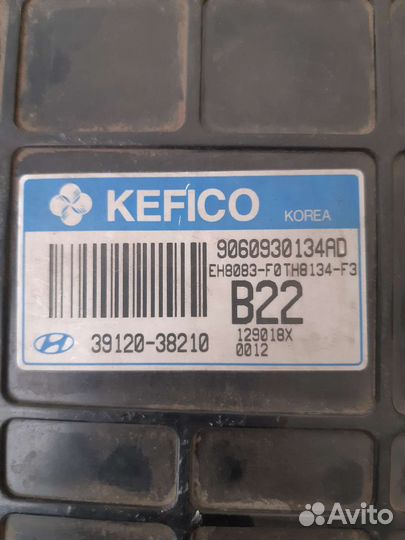 KEFICO KOREA
9060930134AD
EH8083-F0TH8134-F3
B22
39120-38210 129018X
0012
Avito